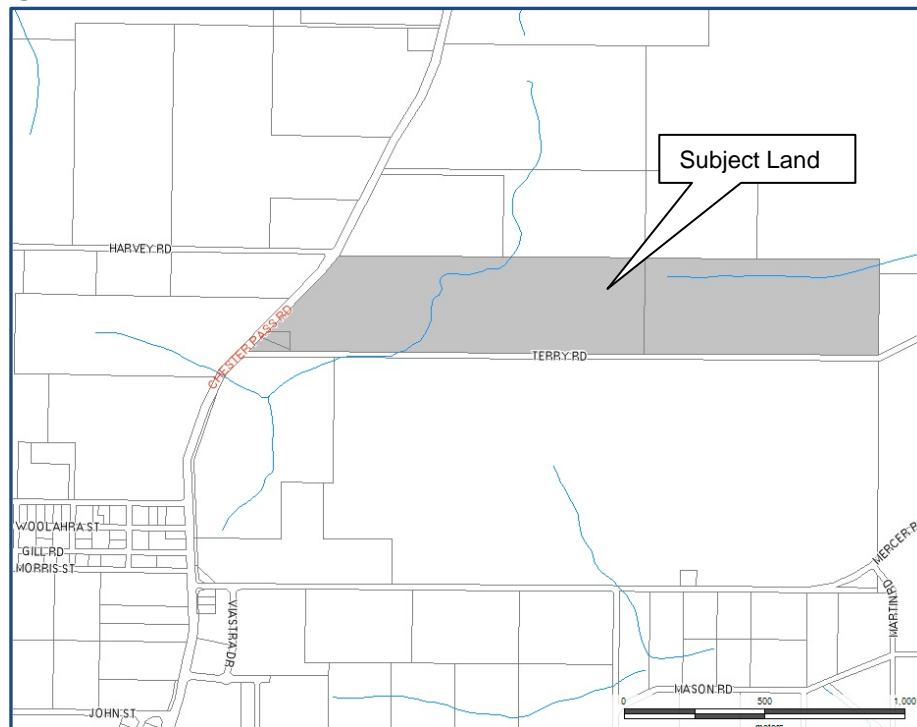 Subject Land
HARVEY RD
CHESTER PASS RD
TERRY RD
WOOLAHRA ST
GILL RD
MORRIS ST
VIASTRA DR
MARTIN RD
MASON RD
JOHN ST
0 500 1,000
meters